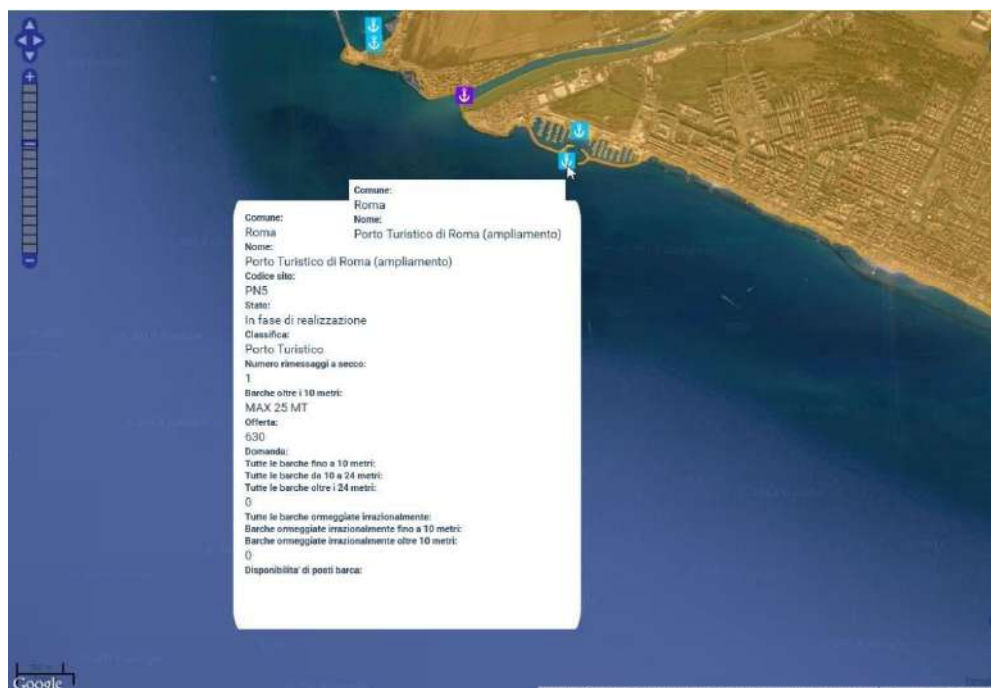 Comune:
Roma
Nome:
Porto Turistico di Roma (ampliamento)
Comune:
Roma
Nome:
Porto Turistico di Roma (ampliamento)
Codice sito:
PN5
Stato:
In fase di realizzazione
Classifica:
Porto Turistico
Numero rimessaggi a secco:
1
Barche oltre i 10 metri:
MAX 25 MT
Offerta:
630
Domanda:
Tutte le barche fino a 10 metri:
Tutte le barche da 10 a 24 metri:
Tutte le barche oltre i 24 metri:
0
Tutte le barche ormeggiate irrazionalmente:
Barche ormeggiate irrazionalmente fino a 10 metri:
Barche ormeggiate irrazionalmente oltre 10 metri:
0
Disponibilita' di posti barca:
Google